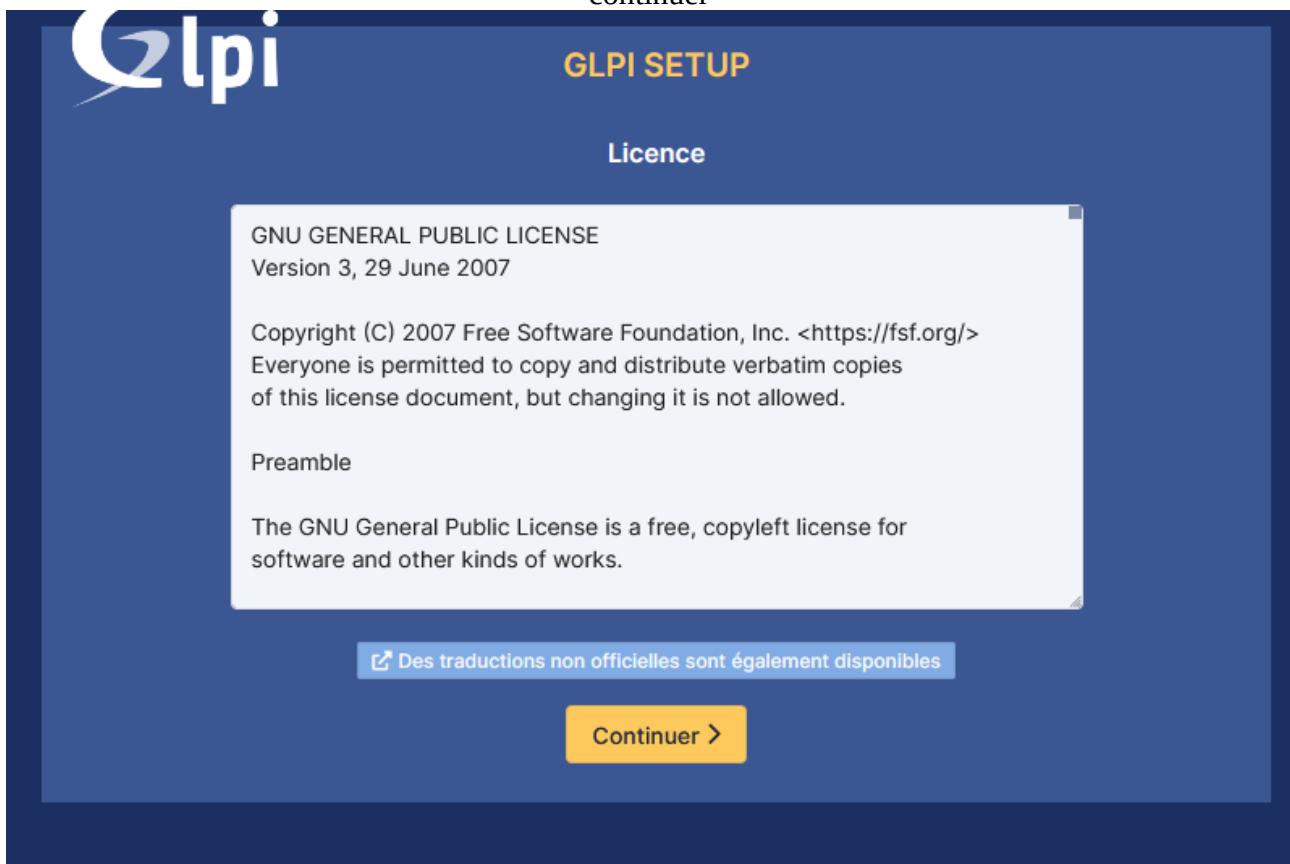 continuer
Glpi
GLPI SETUP
Licence
GNU GENERAL PUBLIC LICENSE
Version 3, 29 June 2007
Copyright (C) 2007 Free Software Foundation, Inc. <https://fsf.org/>
Everyone is permitted to copy and distribute verbatim copies
of this license document, but changing it is not allowed.
Preamble
The GNU General Public License is a free, copyleft license for
software and other kinds of works.
Des traductions non officielles sont également disponibles
Continuer